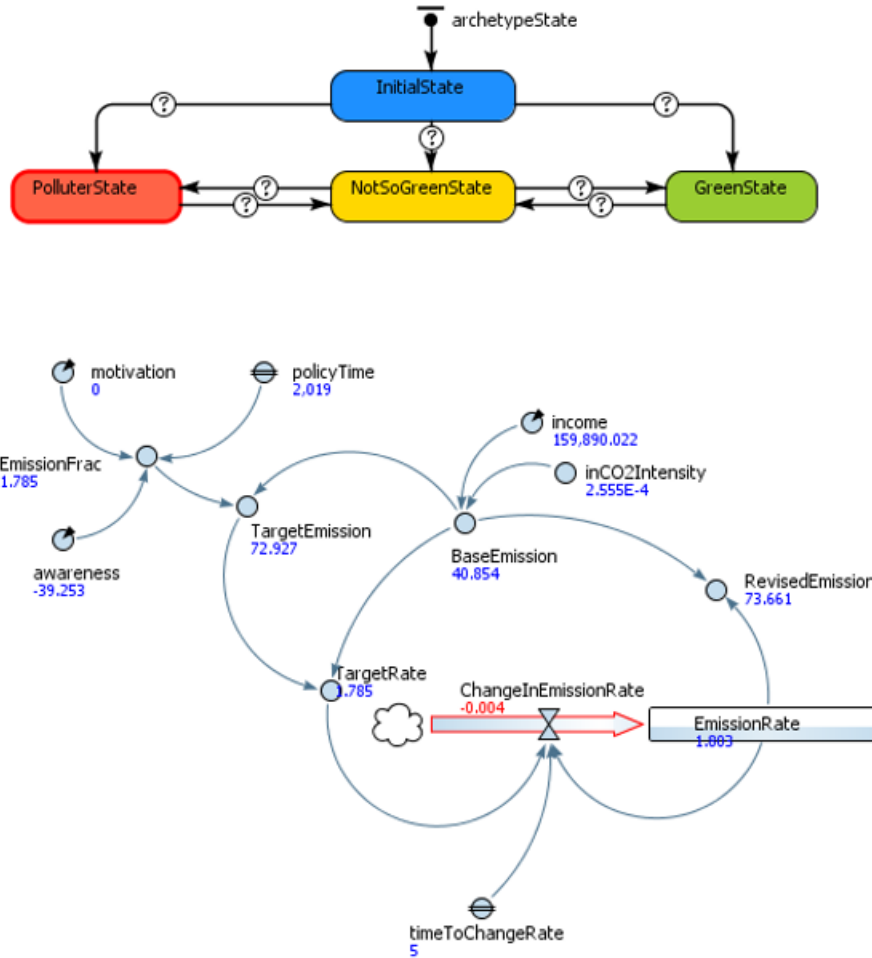 archetypeState
InitialState
?
?
?
PolluterState
NotSoGreenState
GreenState
?
?
?
?
motivation
0
policyTime
2,019
income
159,890.022
EmissionFrac
1.785
inCO2Intensity
2.555E-4
TargetEmission
72.927
BaseEmission
40.854
awareness
-39.253
RevisedEmission
73.661
TargetRate
1.785
ChangeInEmissionRate
-0.004
EmissionRate
1.803
timeToChangeRate
5